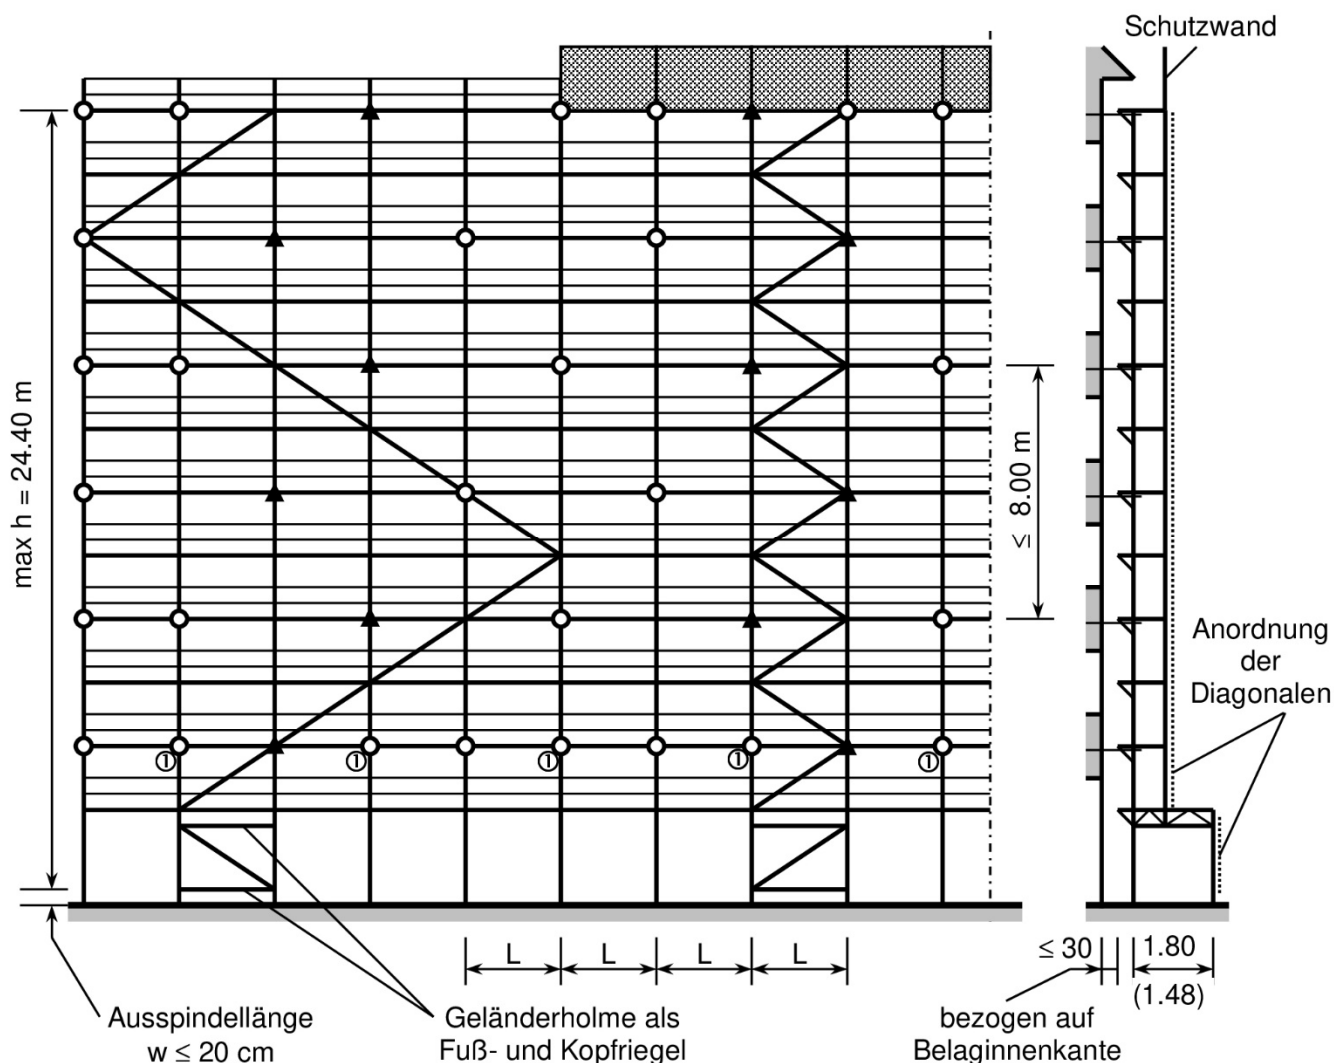 Schutzwand
max h = 24.40 m
≤ 8.00 m
Anordnung
der
Diagonalen
① ① ① ① ①
L L L L
≤ 30
1.80
(1.48)
Ausspindellänge
w ≤ 20 cm
Geländerholme als
Fuß- und Kopfriegel
bezogen auf
Belaginnenkante